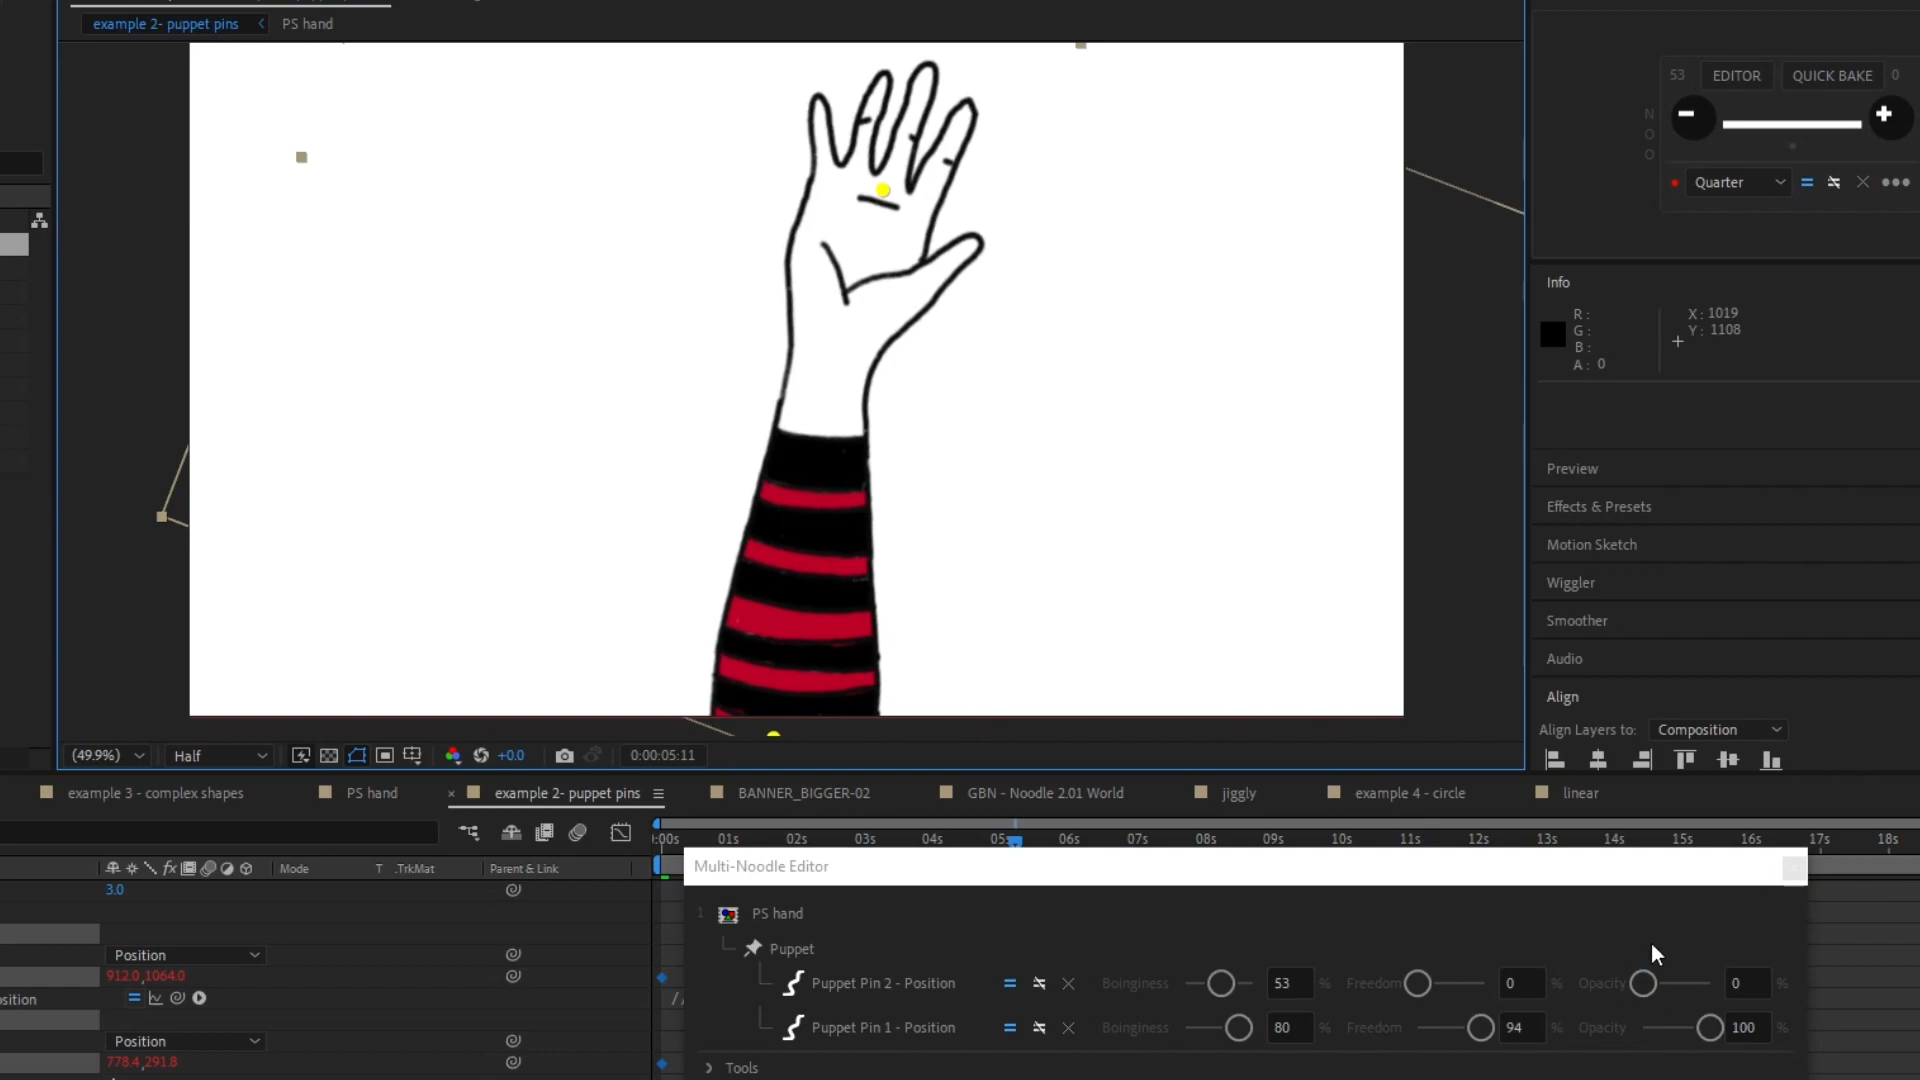 example 2- puppet pins
PS hand
53 EDITOR QUICK BAKE 0
N
O
O
Quarter
Info
R :
G :
B :
A : 0
X : 1019
Y : 1108
Preview
Effects & Presets
Motion Sketch
Wiggler
Smoother
Audio
Align
Align Layers to: Composition
(49.9%) Half +0.0 0:00:05:11
example 3 - complex shapes PS hand × example 2- puppet pins BANNER_BIGGER-02 GBN - Noodle 2.01 World jiggly example 4 - circle linear
:00s 01s 02s 03s 04s 05s 06s 07s 08s 09s 10s 11s 12s 13s 14s 15s 16s 17s 18s
fx Mode T .TrkMat Parent & Link
3.0
Position
912.0,1064.0
osition
Position
778.4,291.8
Multi-Noodle Editor
1 PS hand
Puppet
Puppet Pin 2 - Position Boinginess 53 % Freedom 0 % Opacity 0 %
Puppet Pin 1 - Position Boinginess 80 % Freedom 94 % Opacity 100 %
Tools